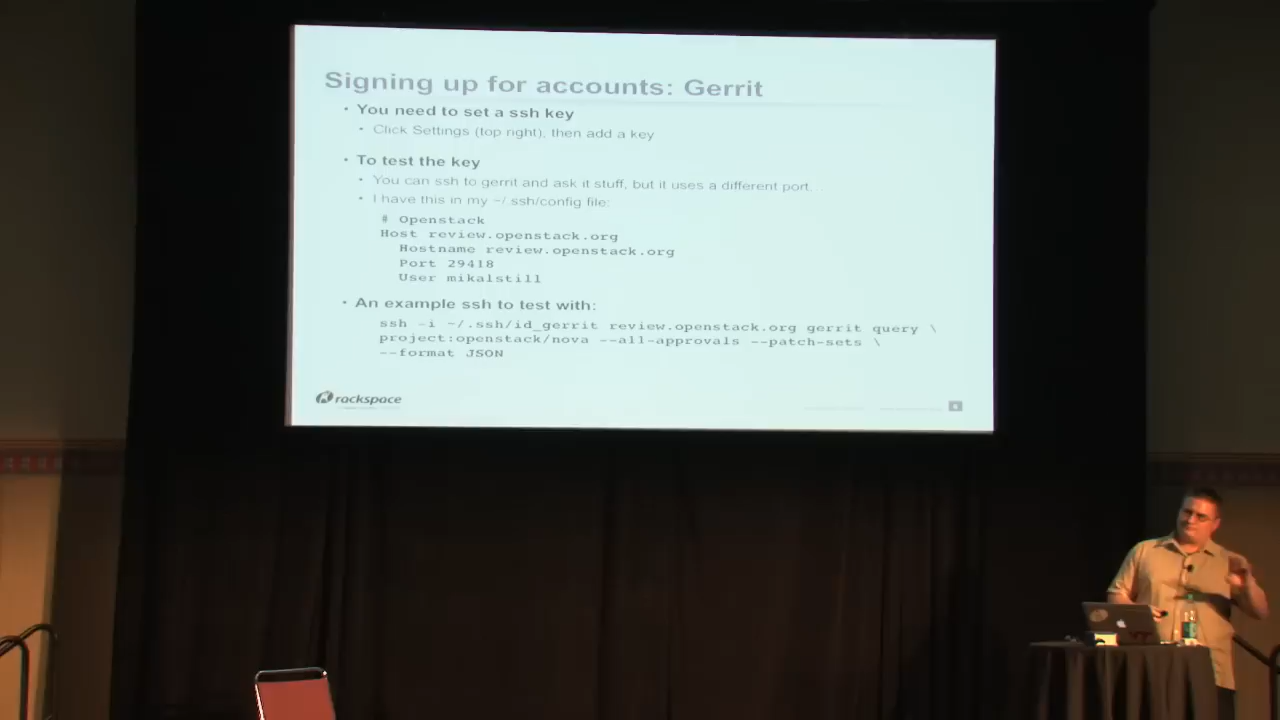 Signing up for accounts: Gerrit
• You need to set a ssh key
• Click Settings (top right), then add a key
• To test the key
• You can ssh to gerrit and ask it stuff, but it uses a different port...
• I have this in my ~/.ssh/config file:
# Openstack
Host review.openstack.org
Hostname review.openstack.org
Port 29418
User mikalstill
• An example ssh to test with:
ssh -i ~/.ssh/id_gerrit review.openstack.org gerrit query \
project:openstack/nova --all-approvals --patch-sets \
--format JSON
rackspace